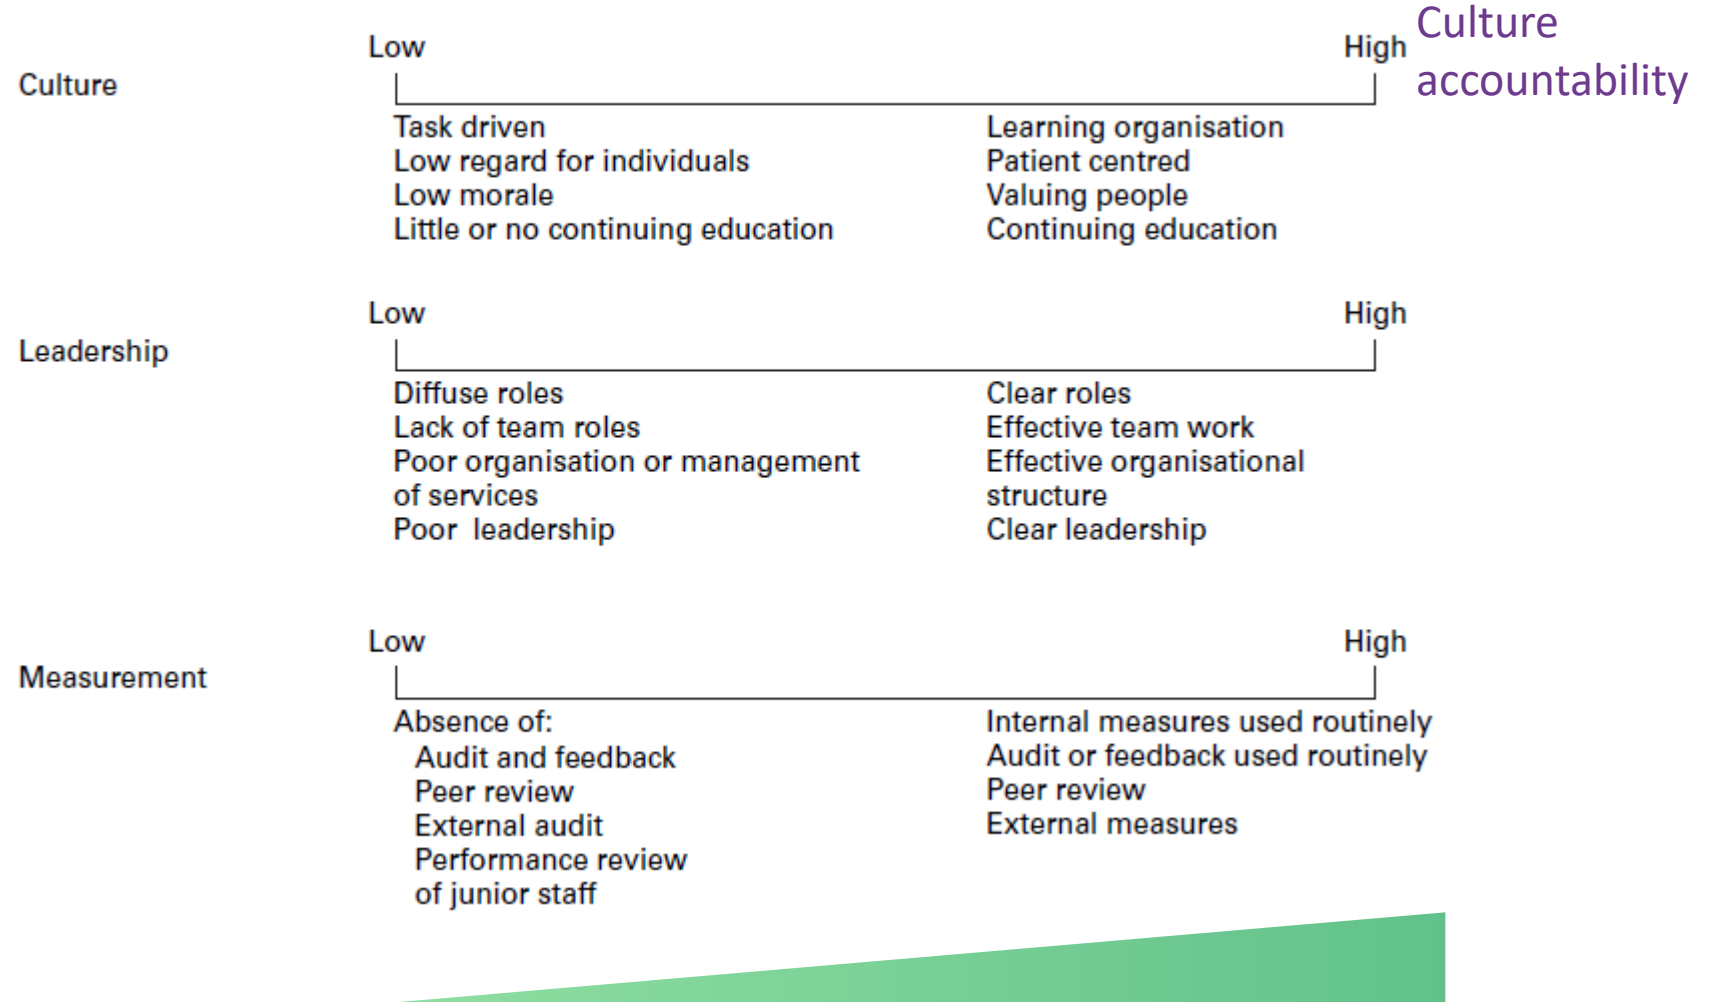 Culture
accountability
Low
High
Culture
Task driven
Low regard for individuals
Low morale
Little or no continuing education
Learning organisation
Patient centred
Valuing people
Continuing education
Low
High
Leadership
Diffuse roles
Lack of team roles
Poor organisation or management
of services
Poor leadership
Clear roles
Effective team work
Effective organisational
structure
Clear leadership
Low
High
Measurement
Absence of:
Audit and feedback
Peer review
External audit
Performance review
of junior staff
Internal measures used routinely
Audit or feedback used routinely
Peer review
External measures